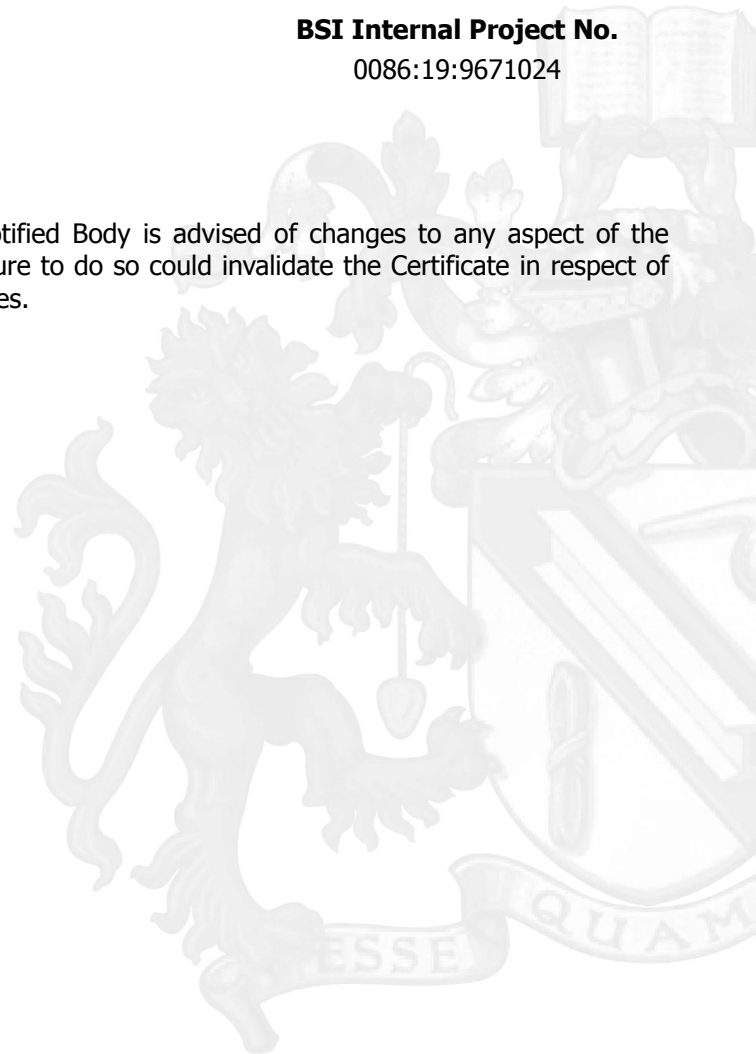 BSI Internal Project No.
0086:19:9671024
tified Body is advised of changes to any aspect of the
ure to do so could invalidate the Certificate in respect of
es.
ESSE
QUAM